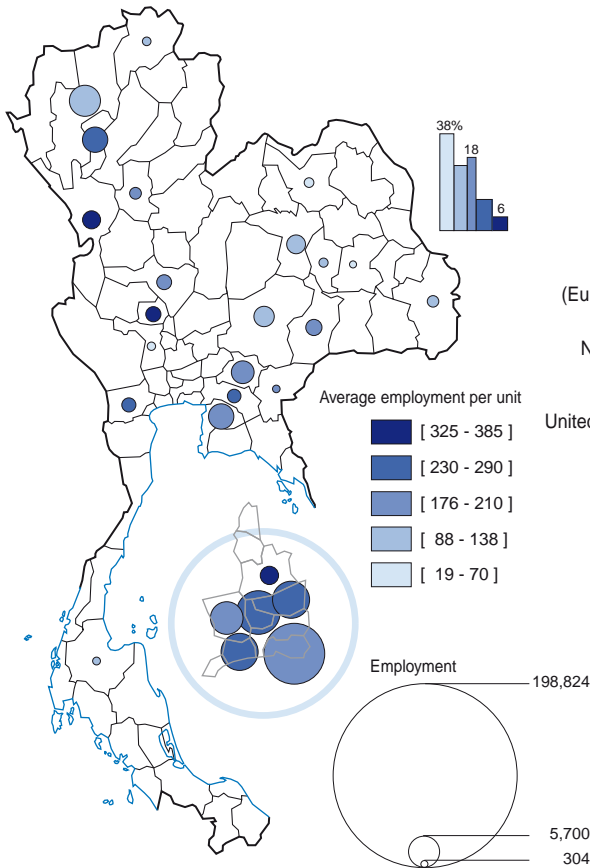 38%
18
6
(Eu
N
United
Average employment per unit
[ 325 - 385 ]
[ 230 - 290 ]
[ 176 - 210 ]
[ 88 - 138 ]
[ 19 - 70 ]
Employment
198,824
5,700
304